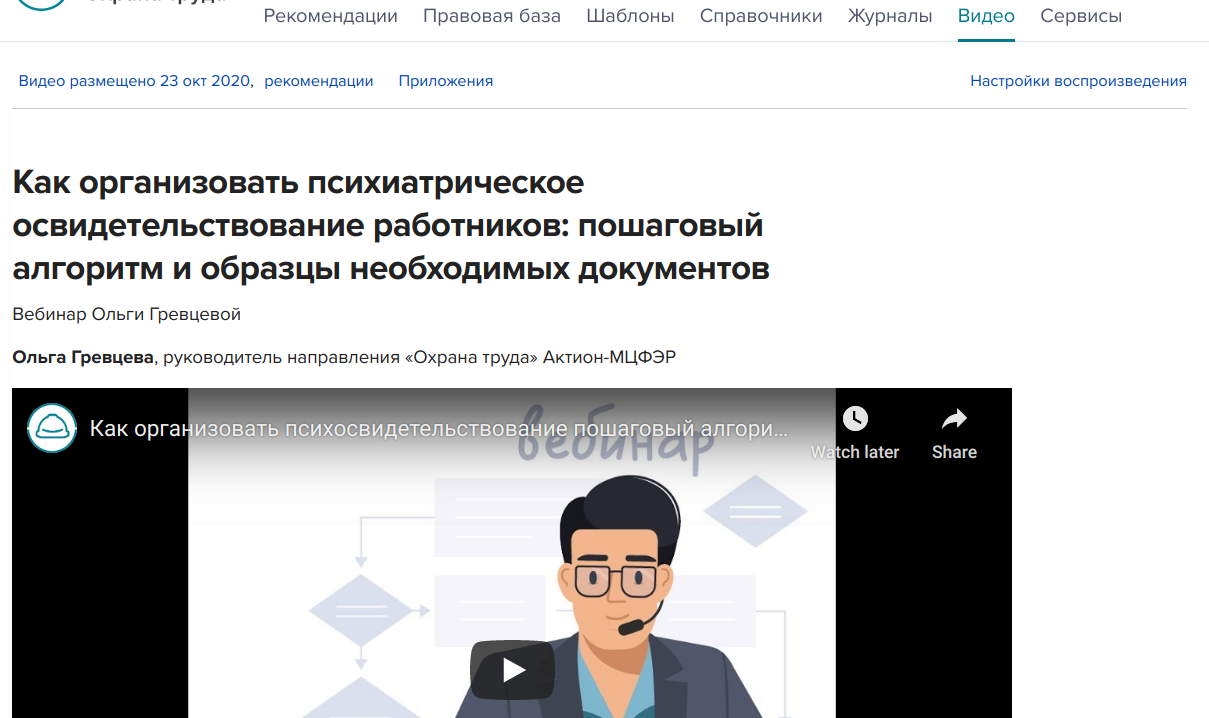 Рекомендации Правовая база Шаблоны Справочники Журналы Видео Сервисы
Видео размещено 23 окт 2020, рекомендации Приложения Настройки воспроизведения
Как организовать психиатрическое
освидетельствование работников: пошаговый
алгоритм и образцы необходимых документов
Вебинар Ольги Гревцевой
Ольга Гревцева, руководитель направления «Охрана труда» Актион-МЦФЭР
Как организовать психосвидетельствование пошаговый алгори...
вебинар
Watch later Share